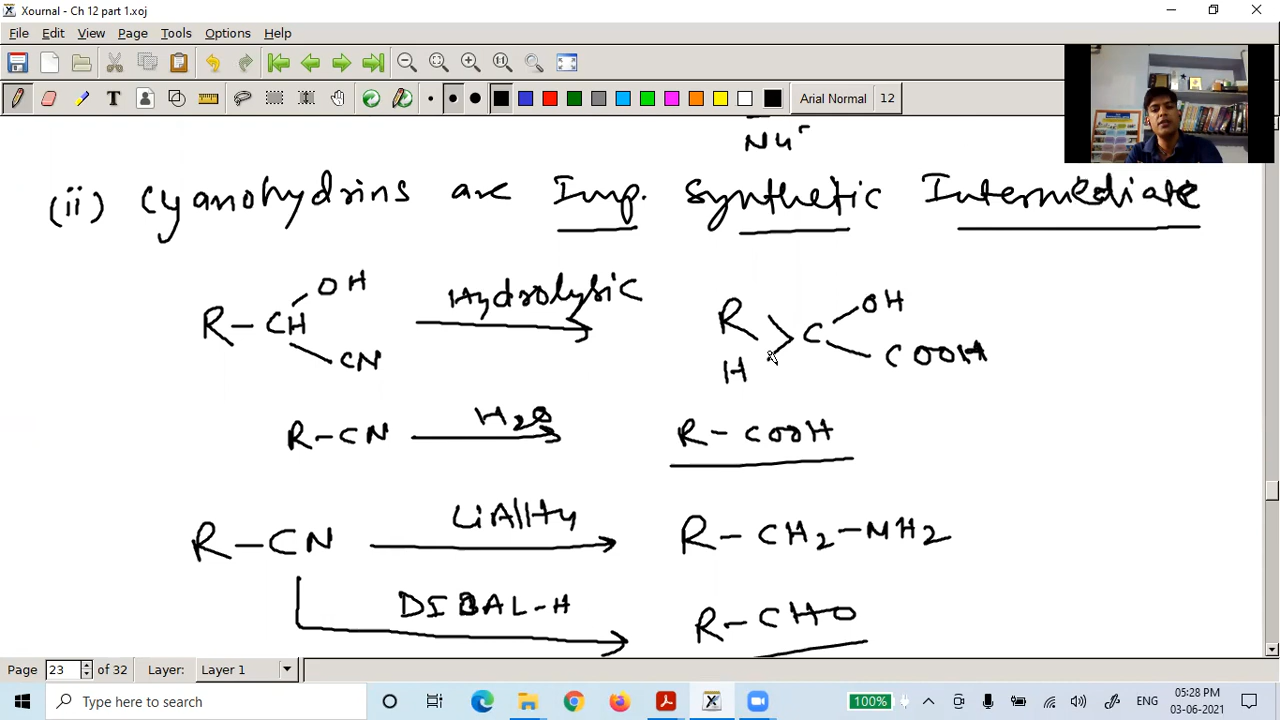 Xournal - Ch 12 part 1.xoj
File Edit View Page Tools Options Help
Arial Normal 12
Nu⁻
(ii) Cyanohydrins are Imp. Synthetic Intermediate
R-CH OH CN Hydrolysic R H C OH COOH
R-CN H2O R-COOH
R-CN LiAlH4 R-CH2-NH2
DIBAL-H R-CHO
Page 23 of 32 Layer: Layer 1
Type here to search 100% ENG 05:28 PM
03-06-2021